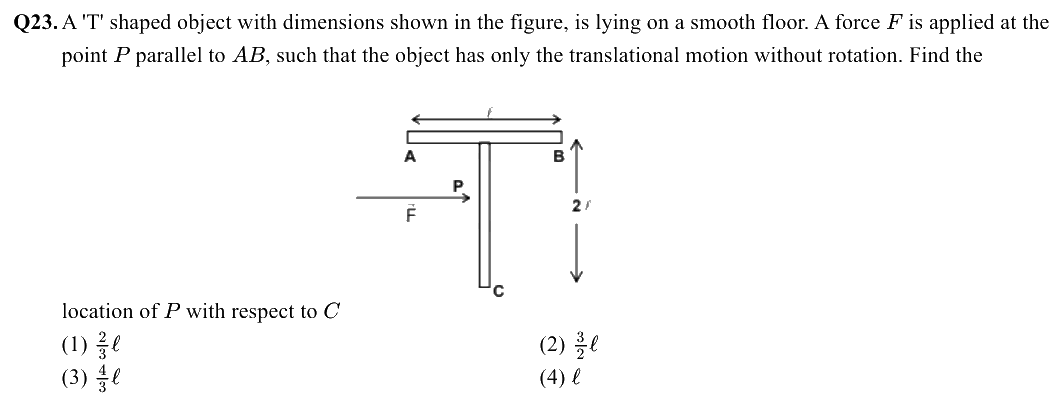 Q23. A 'T' shaped object with dimensions shown in the figure, is lying on a smooth floor. A force F is applied at the
point P parallel to AB, such that the object has only the translational motion without rotation. Find the
ℓ
A
B
P
2ℓ
F⃗
C
location of P with respect to C
(1) 2/3 ℓ
(2) 3/2 ℓ
(3) 4/3 ℓ
(4) ℓ